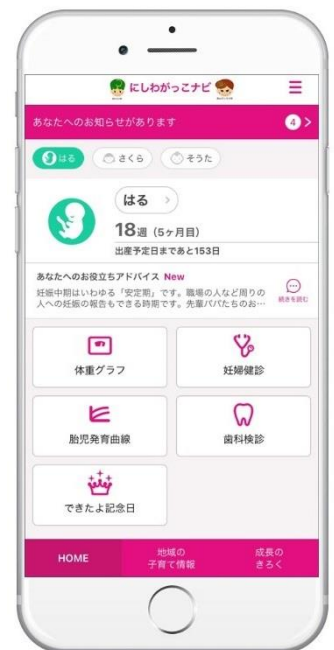 にしわがっこナビ
あなたへのお知らせがあります 4
はる さくら そうた
はる
18週 (5ヶ月目)
出産予定日まであと153日
あなたへのお役立ちアドバイス New
妊娠中期はいわゆる「安定期」です。職場の人など周りの
人への妊娠の報告もできる時期です。先輩パパたちのお…
続きを読む
体重グラフ 妊婦健診
胎児発育曲線 歯科検診
できたよ記念日
HOME
地域の
子育て情報
成長の
きろく